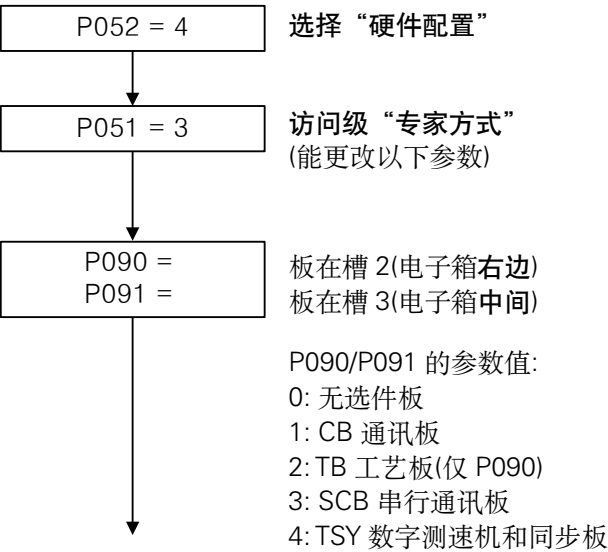 P052 = 4
选择“硬件配置”
P051 = 3
访问级“专家方式”
(能更改以下参数)
P090 =
P091 =
板在槽 2(电子箱右边)
板在槽 3(电子箱中间)
P090/P091 的参数值:
0: 无选件板
1: CB 通讯板
2: TB 工艺板(仅 P090)
3: SCB 串行通讯板
4: TSY 数字测速机和同步板